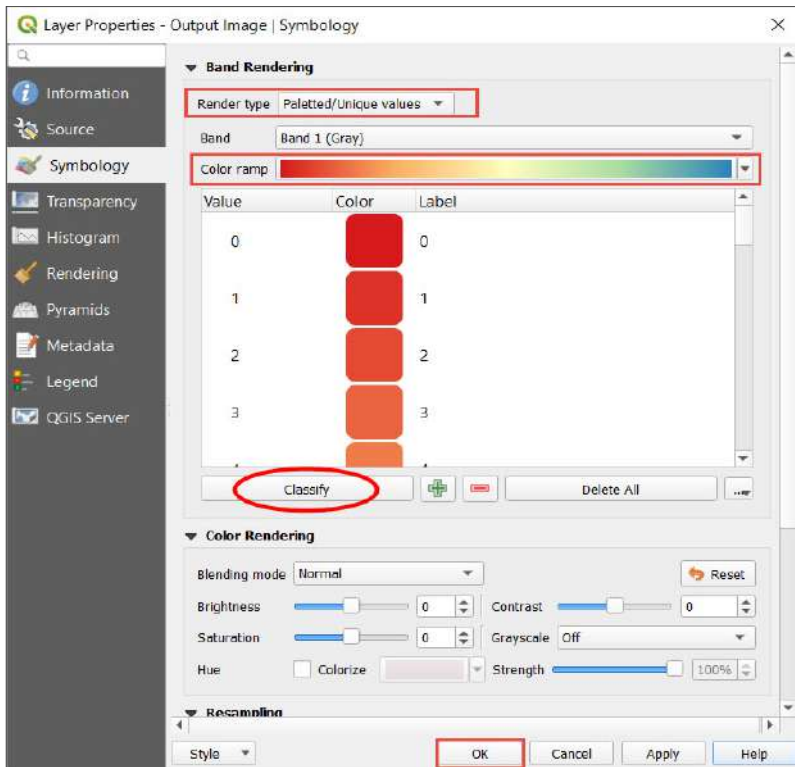 Layer Properties - Output Image | Symbology
Information
Source
Symbology
Transparency
Histogram
Rendering
Pyramids
Metadata
Legend
QGIS Server
Band Rendering
Render type Paletted/Unique values
Band Band 1 (Gray)
Color ramp
Value Color Label
0 0
1 1
2 2
3 3
Classify Delete All ...
Color Rendering
Blending mode Normal Reset
Brightness 0 Contrast 0
Saturation 0 Grayscale Off
Hue Colorize Strength 100%
Resampling
Style OK Cancel Apply Help